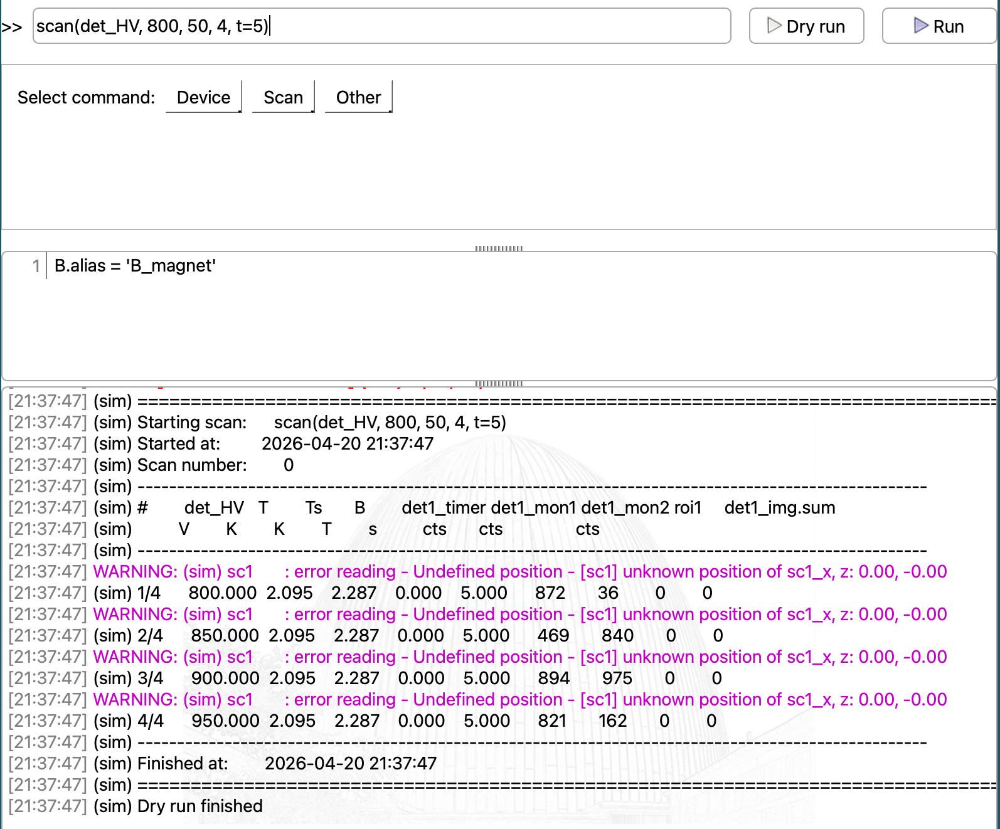 >> scan(det_HV, 800, 50, 4, t=5) Dry run Run
Select command: Device Scan Other
1 B.alias = 'B_magnet'
[21:37:47] (sim) ================================================================================
[21:37:47] (sim) Starting scan:      scan(det_HV, 800, 50, 4, t=5)
[21:37:47] (sim) Started at:         2026-04-20 21:37:47
[21:37:47] (sim) Scan number:        0
[21:37:47] (sim) ----------------------------------------------------------------------------------------------------
[21:37:47] (sim) #        det_HV   T        Ts       B        det1_timer det1_mon1 det1_mon2 roi1     det1_img.sum
[21:37:47] (sim)          V        K        K        T        s          cts       cts                cts
[21:37:47] (sim) ----------------------------------------------------------------------------------------------------
[21:37:47] WARNING: (sim) sc1       : error reading - Undefined position - [sc1] unknown position of sc1_x, z: 0.00, -0.00
[21:37:47] (sim) 1/4      800.000  2.095    2.287    0.000    5.000      872       36        0        0
[21:37:47] WARNING: (sim) sc1       : error reading - Undefined position - [sc1] unknown position of sc1_x, z: 0.00, -0.00
[21:37:47] (sim) 2/4      850.000  2.095    2.287    0.000    5.000      469       840       0        0
[21:37:47] WARNING: (sim) sc1       : error reading - Undefined position - [sc1] unknown position of sc1_x, z: 0.00, -0.00
[21:37:47] (sim) 3/4      900.000  2.095    2.287    0.000    5.000      894       975       0        0
[21:37:47] WARNING: (sim) sc1       : error reading - Undefined position - [sc1] unknown position of sc1_x, z: 0.00, -0.00
[21:37:47] (sim) 4/4      950.000  2.095    2.287    0.000    5.000      821       162       0        0
[21:37:47] (sim) ----------------------------------------------------------------------------------------------------
[21:37:47] (sim) Finished at:        2026-04-20 21:37:47
[21:37:47] (sim) ================================================================================
[21:37:47] (sim) Dry run finished